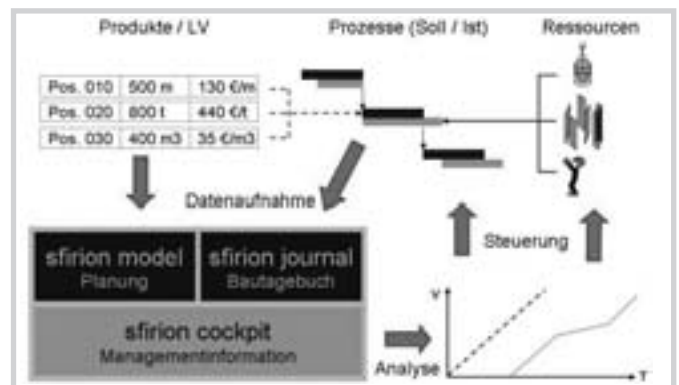 Produkte / LV
Prozesse (Soll / Ist)
Ressourcen
Pos. 010 500 m 130 €/m
Pos. 020 800 t 440 €/t
Pos. 030 400 m3 35 €/m3
Datenaufnahme
Steuerung
sfirion model
Planung
sfirion journal
Bautagebuch
sfirion cockpit
Managementinformation
Analyse
V
T